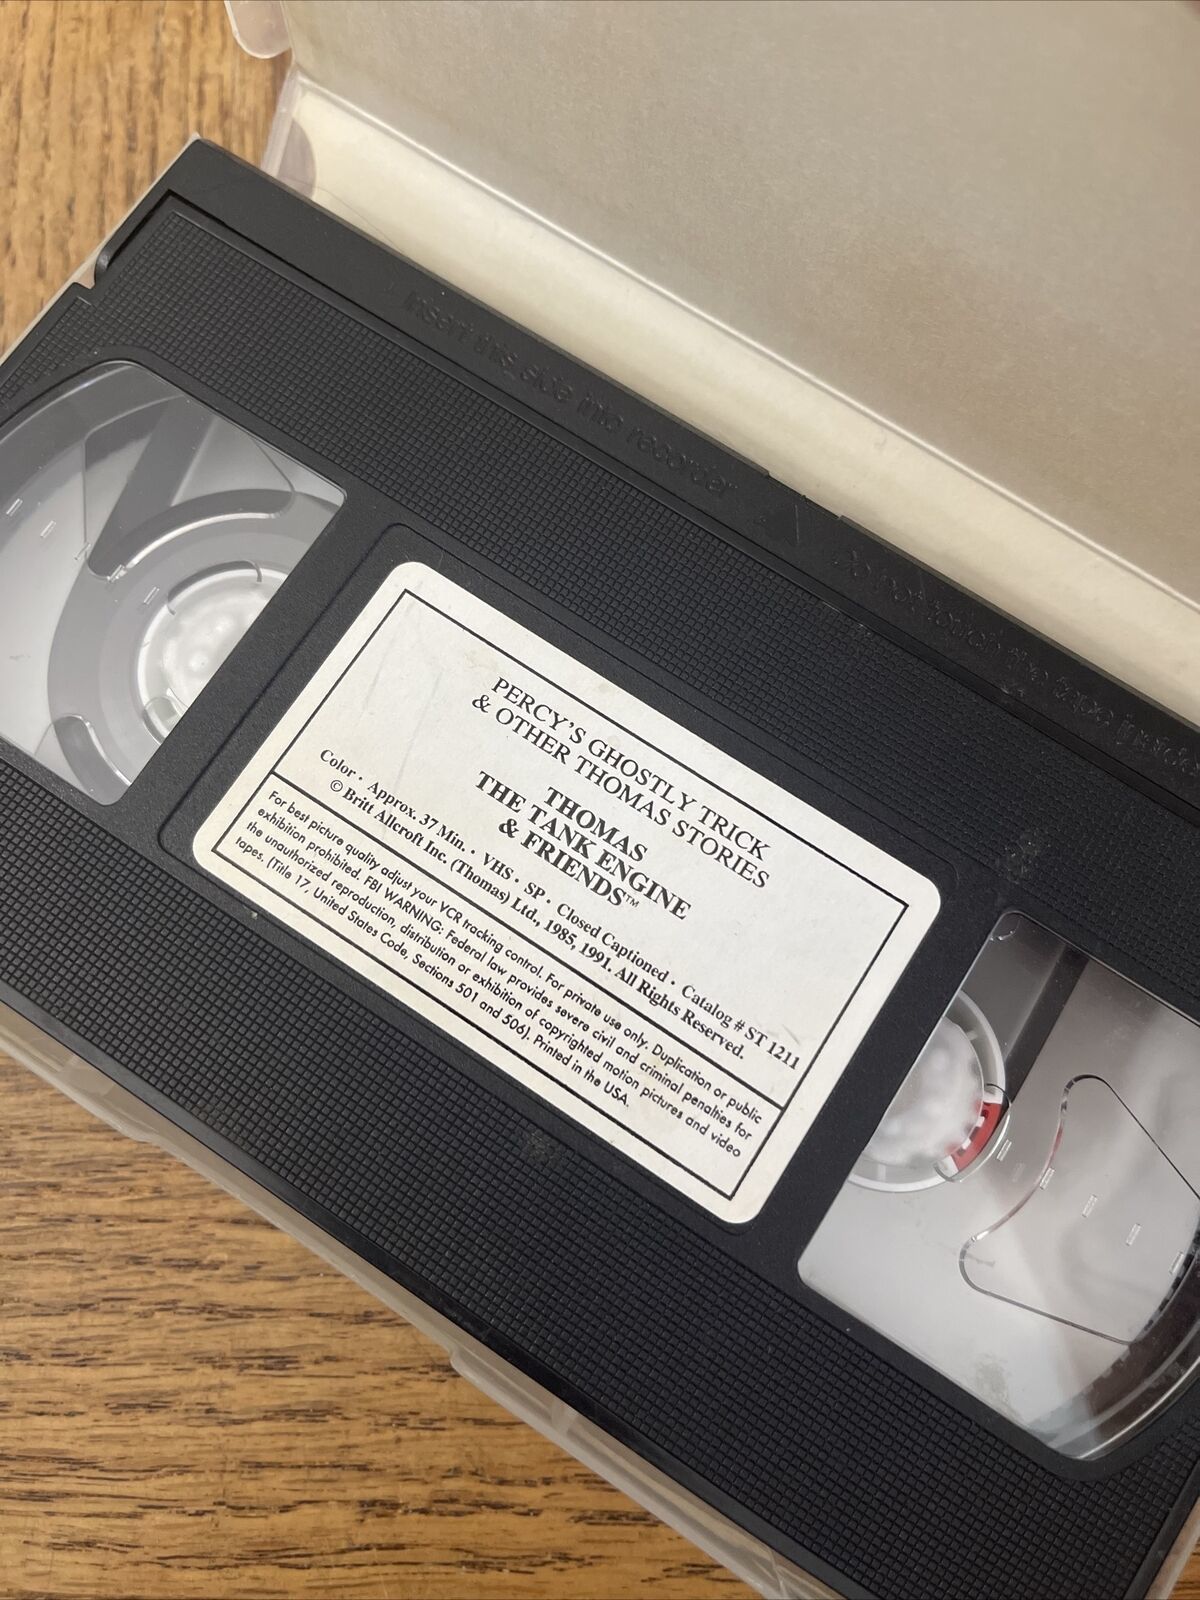 Insert this side into recorder
Do not touch the tape inside
PERCY'S GHOSTLY TRICK
& OTHER THOMAS STORIES
THOMAS
THE TANK ENGINE
& FRIENDS™
Color · Approx. 37 Min. · VHS · SP · Closed Captioned · Catalog # ST 1211
© Britt Allcroft Inc. (Thomas) Ltd., 1985, 1991. All Rights Reserved.
For best picture quality adjust your VCR tracking control. For private use only. Duplication or public
exhibition prohibited. FBI WARNING: Federal law provides severe civil and criminal penalties for
the unauthorized reproduction, distribution or exhibition of copyrighted motion pictures and video
tapes. (Title 17, United States Code, Sections 501 and 506). Printed in the USA.